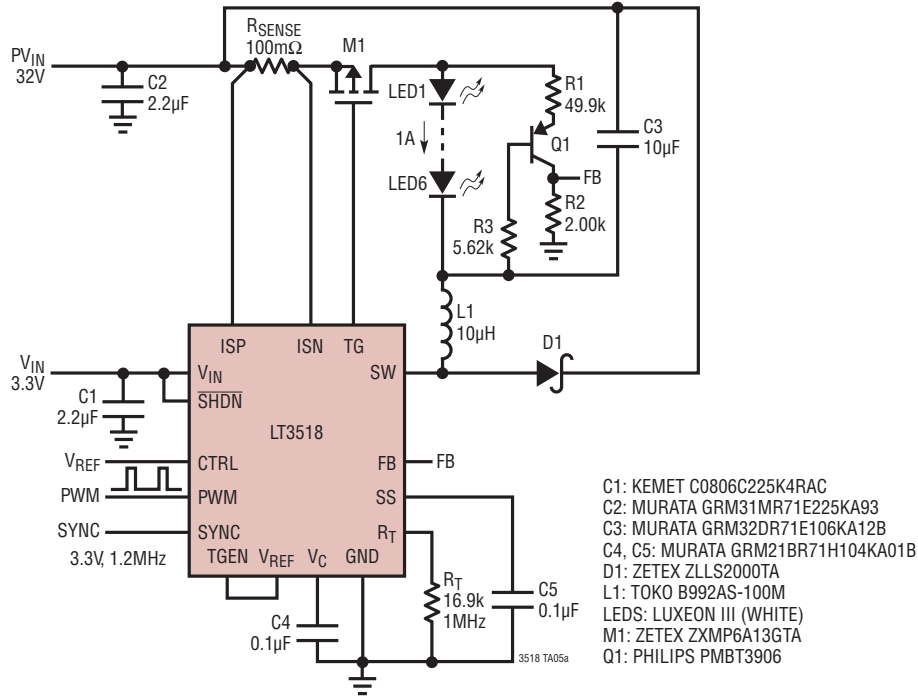 RSENSE
100mΩ
M1
PVIN
32V
C2
2.2µF
LED1
R1
49.9k
1A
Q1
C3
10µF
LED6
FB
R2
2.00k
R3
5.62k
L1
10µH
D1
ISP
ISN
TG
VIN
3.3V
VIN
SW
SHDN
C1
2.2µF
LT3518
VREF
CTRL
FB
FB
PWM
PWM
SS
SYNC
SYNC
RT
3.3V, 1.2MHz
TGEN
VREF
VC
GND
C4
0.1µF
RT
16.9k
1MHz
C5
0.1µF
3518 TA05a
C1: KEMET C0806C225K4RAC
C2: MURATA GRM31MR71E225KA93
C3: MURATA GRM32DR71E106KA12B
C4, C5: MURATA GRM21BR71H104KA01B
D1: ZETEX ZLLS2000TA
L1: TOKO B992AS-100M
LEDS: LUXEON III (WHITE)
M1: ZETEX ZXMP6A13GTA
Q1: PHILIPS PMBT3906